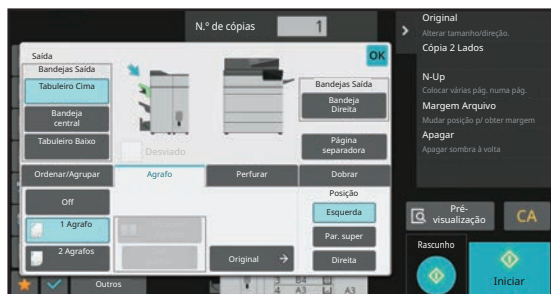 N.º de cópias
1
Original
Alterar tamanho/direção.
Cópia 2 Lados
N-Up
Colocar várias pág. numa pág.
Margem Arquivo
Mudar posição p/ obter margem
Apagar
Apagar sombra à volta
Saída
OK
Bandejas Saída
Tabuleiro Cima
Bandeja
central
Tabuleiro Baixo
Desviado
Bandejas Saída
Bandeja
Direita
Página
separadora
Ordenar/Agrupar
Agrafo
Perfurar
Dobrar
Off
1 Agrafo
2 Agrafos
Original
Posição
Esquerda
Par. super
Direita
Pré-
visualização
CA
Rascunho
Iniciar
Outros
3 B4
4 A3
A3